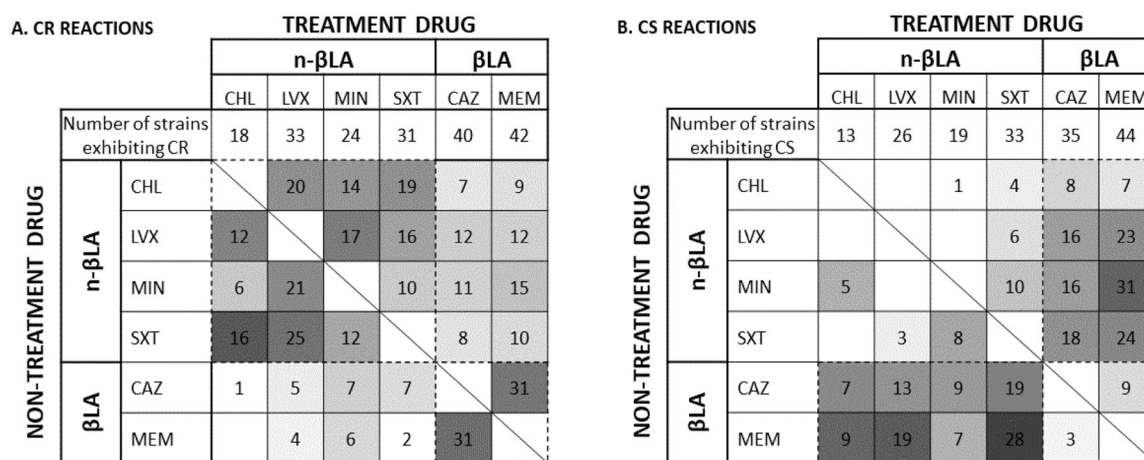 A. CR REACTIONS
TREATMENT DRUG
n-βLA βLA
CHL LVX MIN SXT CAZ MEM
Number of strains
exhibiting CR
18 33 24 31 40 42
NON-TREATMENT DRUG
n-βLA
CHL 20 14 19 7 9
LVX 12 17 16 12 12
MIN 6 21 10 11 15
SXT 16 25 12 8 10
βLA
CAZ 1 5 7 7 31
MEM 4 6 2 31
B. CS REACTIONS
TREATMENT DRUG
n-βLA βLA
CHL LVX MIN SXT CAZ MEM
Number of strains
exhibiting CS
13 26 19 33 35 44
NON-TREATMENT DRUG
n-βLA
CHL 1 4 8 7
LVX 6 16 23
MIN 5 10 16 31
SXT 3 8 18 24
βLA
CAZ 7 13 9 19 9
MEM 9 19 7 28 3